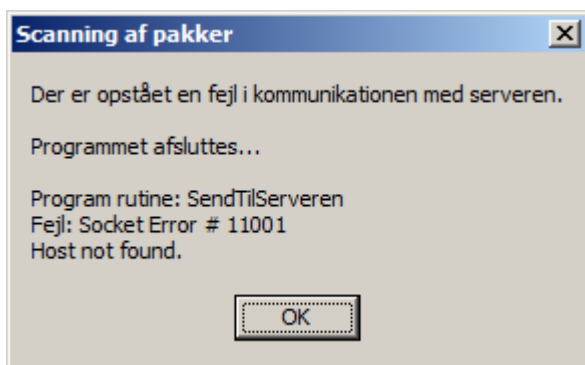 Scanning af pakker
Der er opstået en fejl i kommunikationen med serveren.
Programmet afsluttes...
Program rutine: SendTilServeren
Fejl: Socket Error # 11001
Host not found.
OK